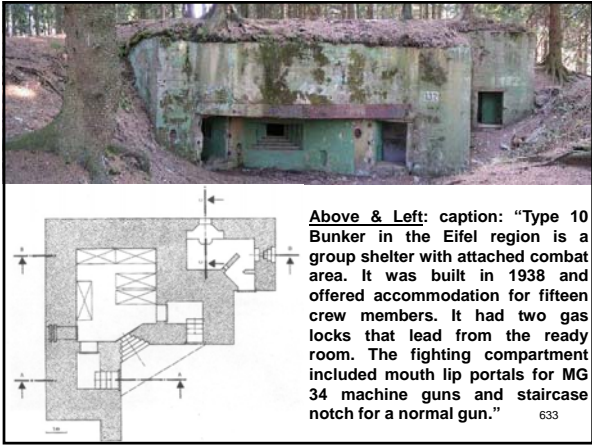 Above & Left: caption: “Type 10
Bunker in the Eifel region is a
group shelter with attached combat
area. It was built in 1938 and
offered accommodation for fifteen
crew members. It had two gas
locks that lead from the ready
room. The fighting compartment
included mouth lip portals for MG
34 machine guns and staircase
notch for a normal gun.” 633